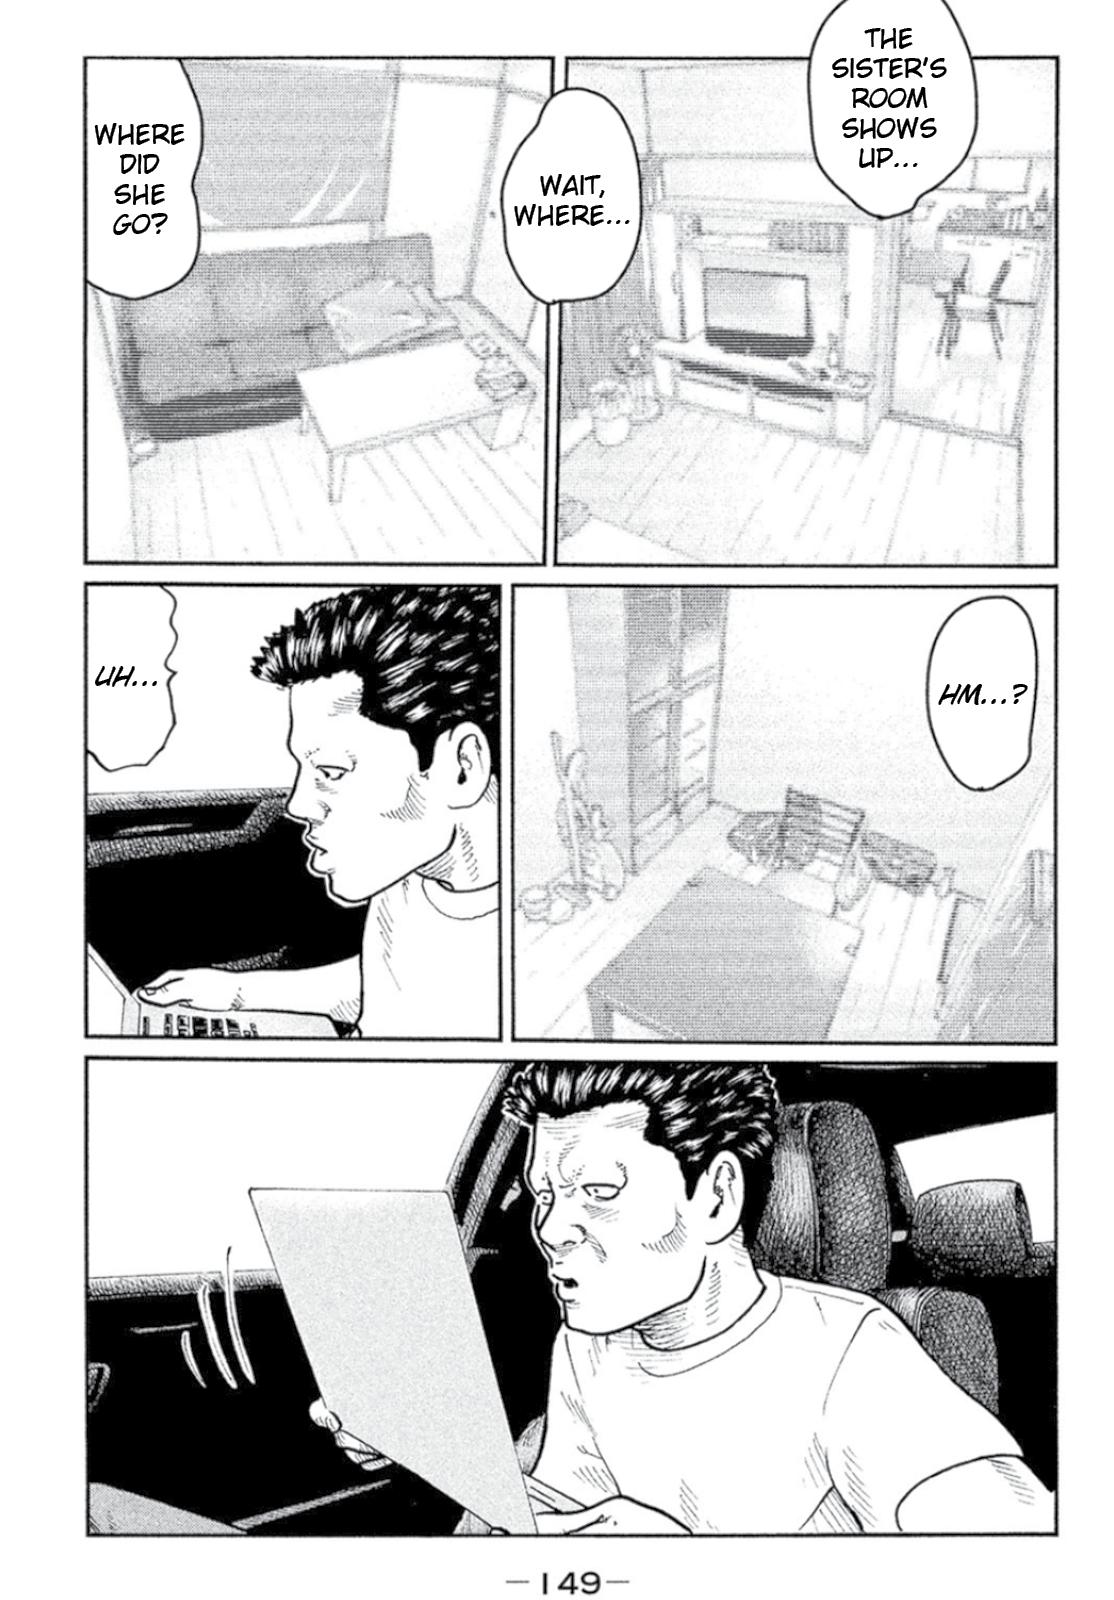 THE
SISTER'S
ROOM
SHOWS
UP...
WAIT,
WHERE...
WHERE
DID
SHE
GO?
HM...?
UH...
—149—